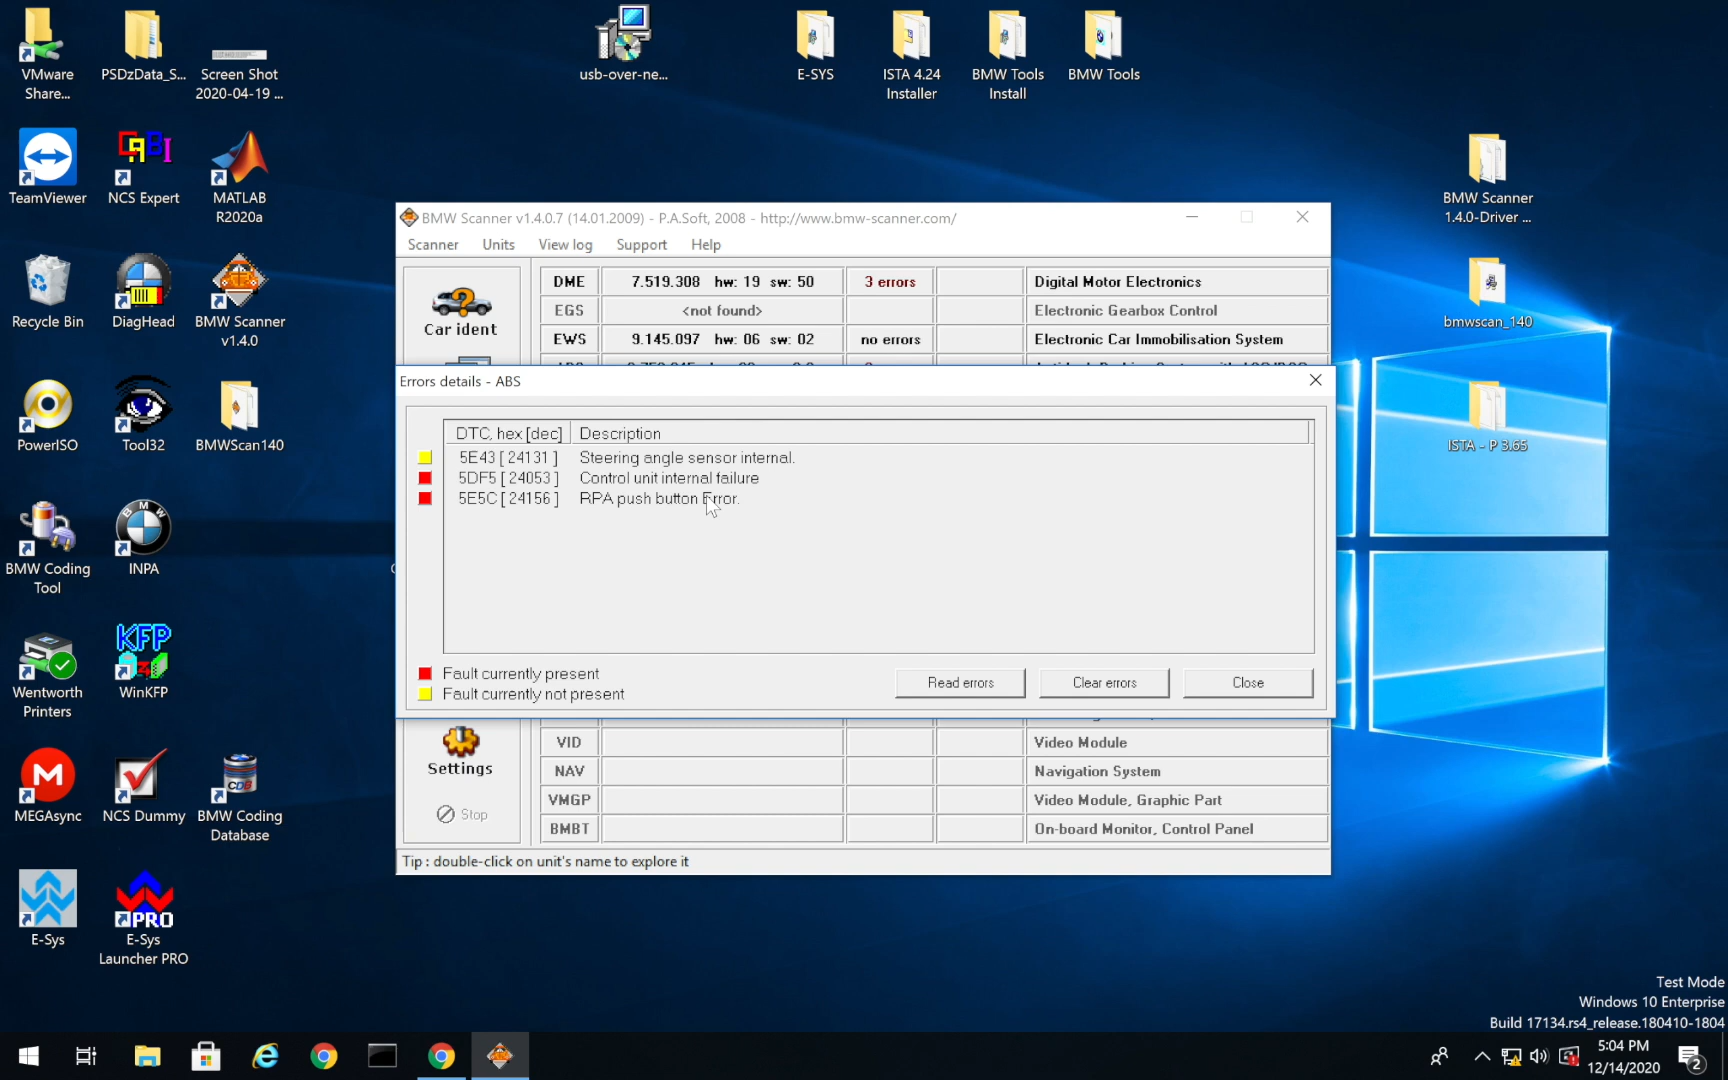 VMware
Share...
PSDzData_S...
Screen Shot
2020-04-19 ...
usb-over-ne...
E-SYS
ISTA 4.24
Installer
BMW Tools
Install
BMW Tools
TeamViewer
NCS Expert
MATLAB
R2020a
BMW Scanner
1.4.0-Driver ...
Recycle Bin
DiagHead
BMW Scanner
v1.4.0
bmwscan_140
PowerISO
Tool32
BMWScan140
ISTA - P 3.65
BMW Coding
Tool
INPA
Wentworth
Printers
WinKFP
MEGAsync
NCS Dummy
BMW Coding
Database
E-Sys
E-Sys
Launcher PRO
BMW Scanner v1.4.0.7 (14.01.2009) - P.A.Soft, 2008 - http://www.bmw-scanner.com/
Scanner Units View log Support Help
Car ident
DME 7.519.308 hw: 19 sw: 50 3 errors Digital Motor Electronics
EGS <not found> Electronic Gearbox Control
EWS 9.145.097 hw: 06 sw: 02 no errors Electronic Car Immobilisation System
Errors details - ABS
DTC, hex [dec] Description
5E43 [ 24131 ] Steering angle sensor internal.
5DF5 [ 24053 ] Control unit internal failure
5E5C [ 24156 ] RPA push button Error.
Fault currently present
Fault currently not present
Read errors Clear errors Close
Settings
Stop
VID Video Module
NAV Navigation System
VMGP Video Module, Graphic Part
BMBT On-board Monitor, Control Panel
Tip : double-click on unit's name to explore it
Test Mode
Windows 10 Enterprise
Build 17134.rs4_release.180410-1804
5:04 PM
12/14/2020
2